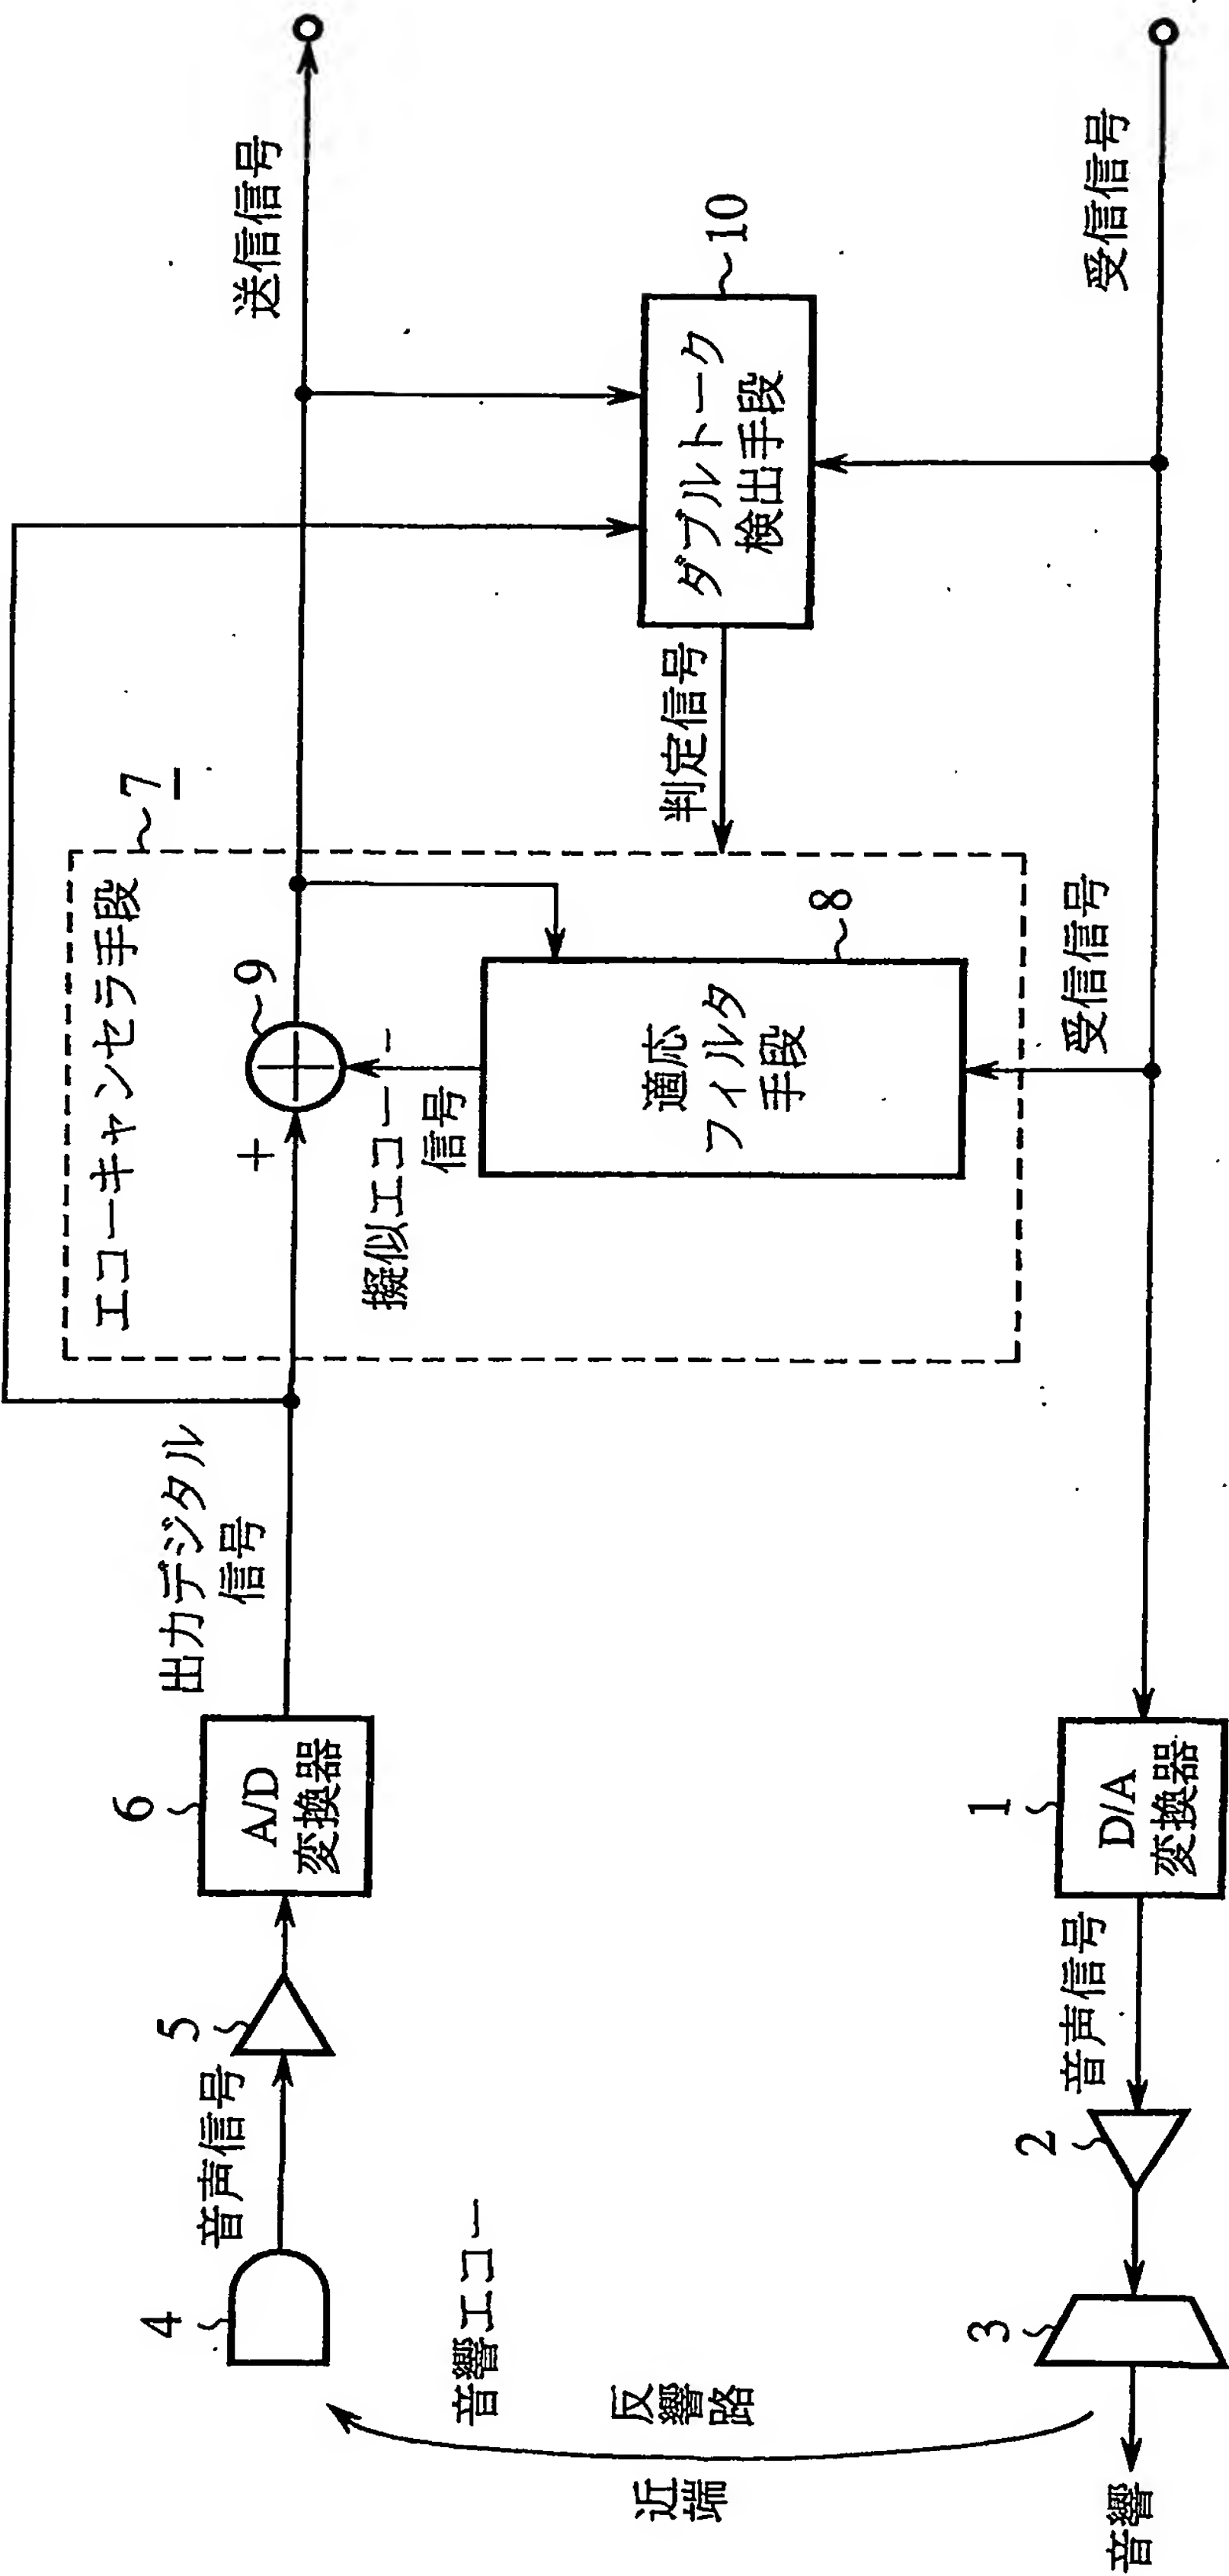 エコーキャンセラ手段
7
4
音声信号
5
6
A/D
変換器
出力デジタル
信号
+
9
送信信号
擬似エコー
信号
-
音響エコー
反響路
近端
適応
フィルタ
手段
8
判定信号
ダブルトーク
検出手段
10
受信信号
受信信号
音響
3
2
音声信号
1
D/A
変換器